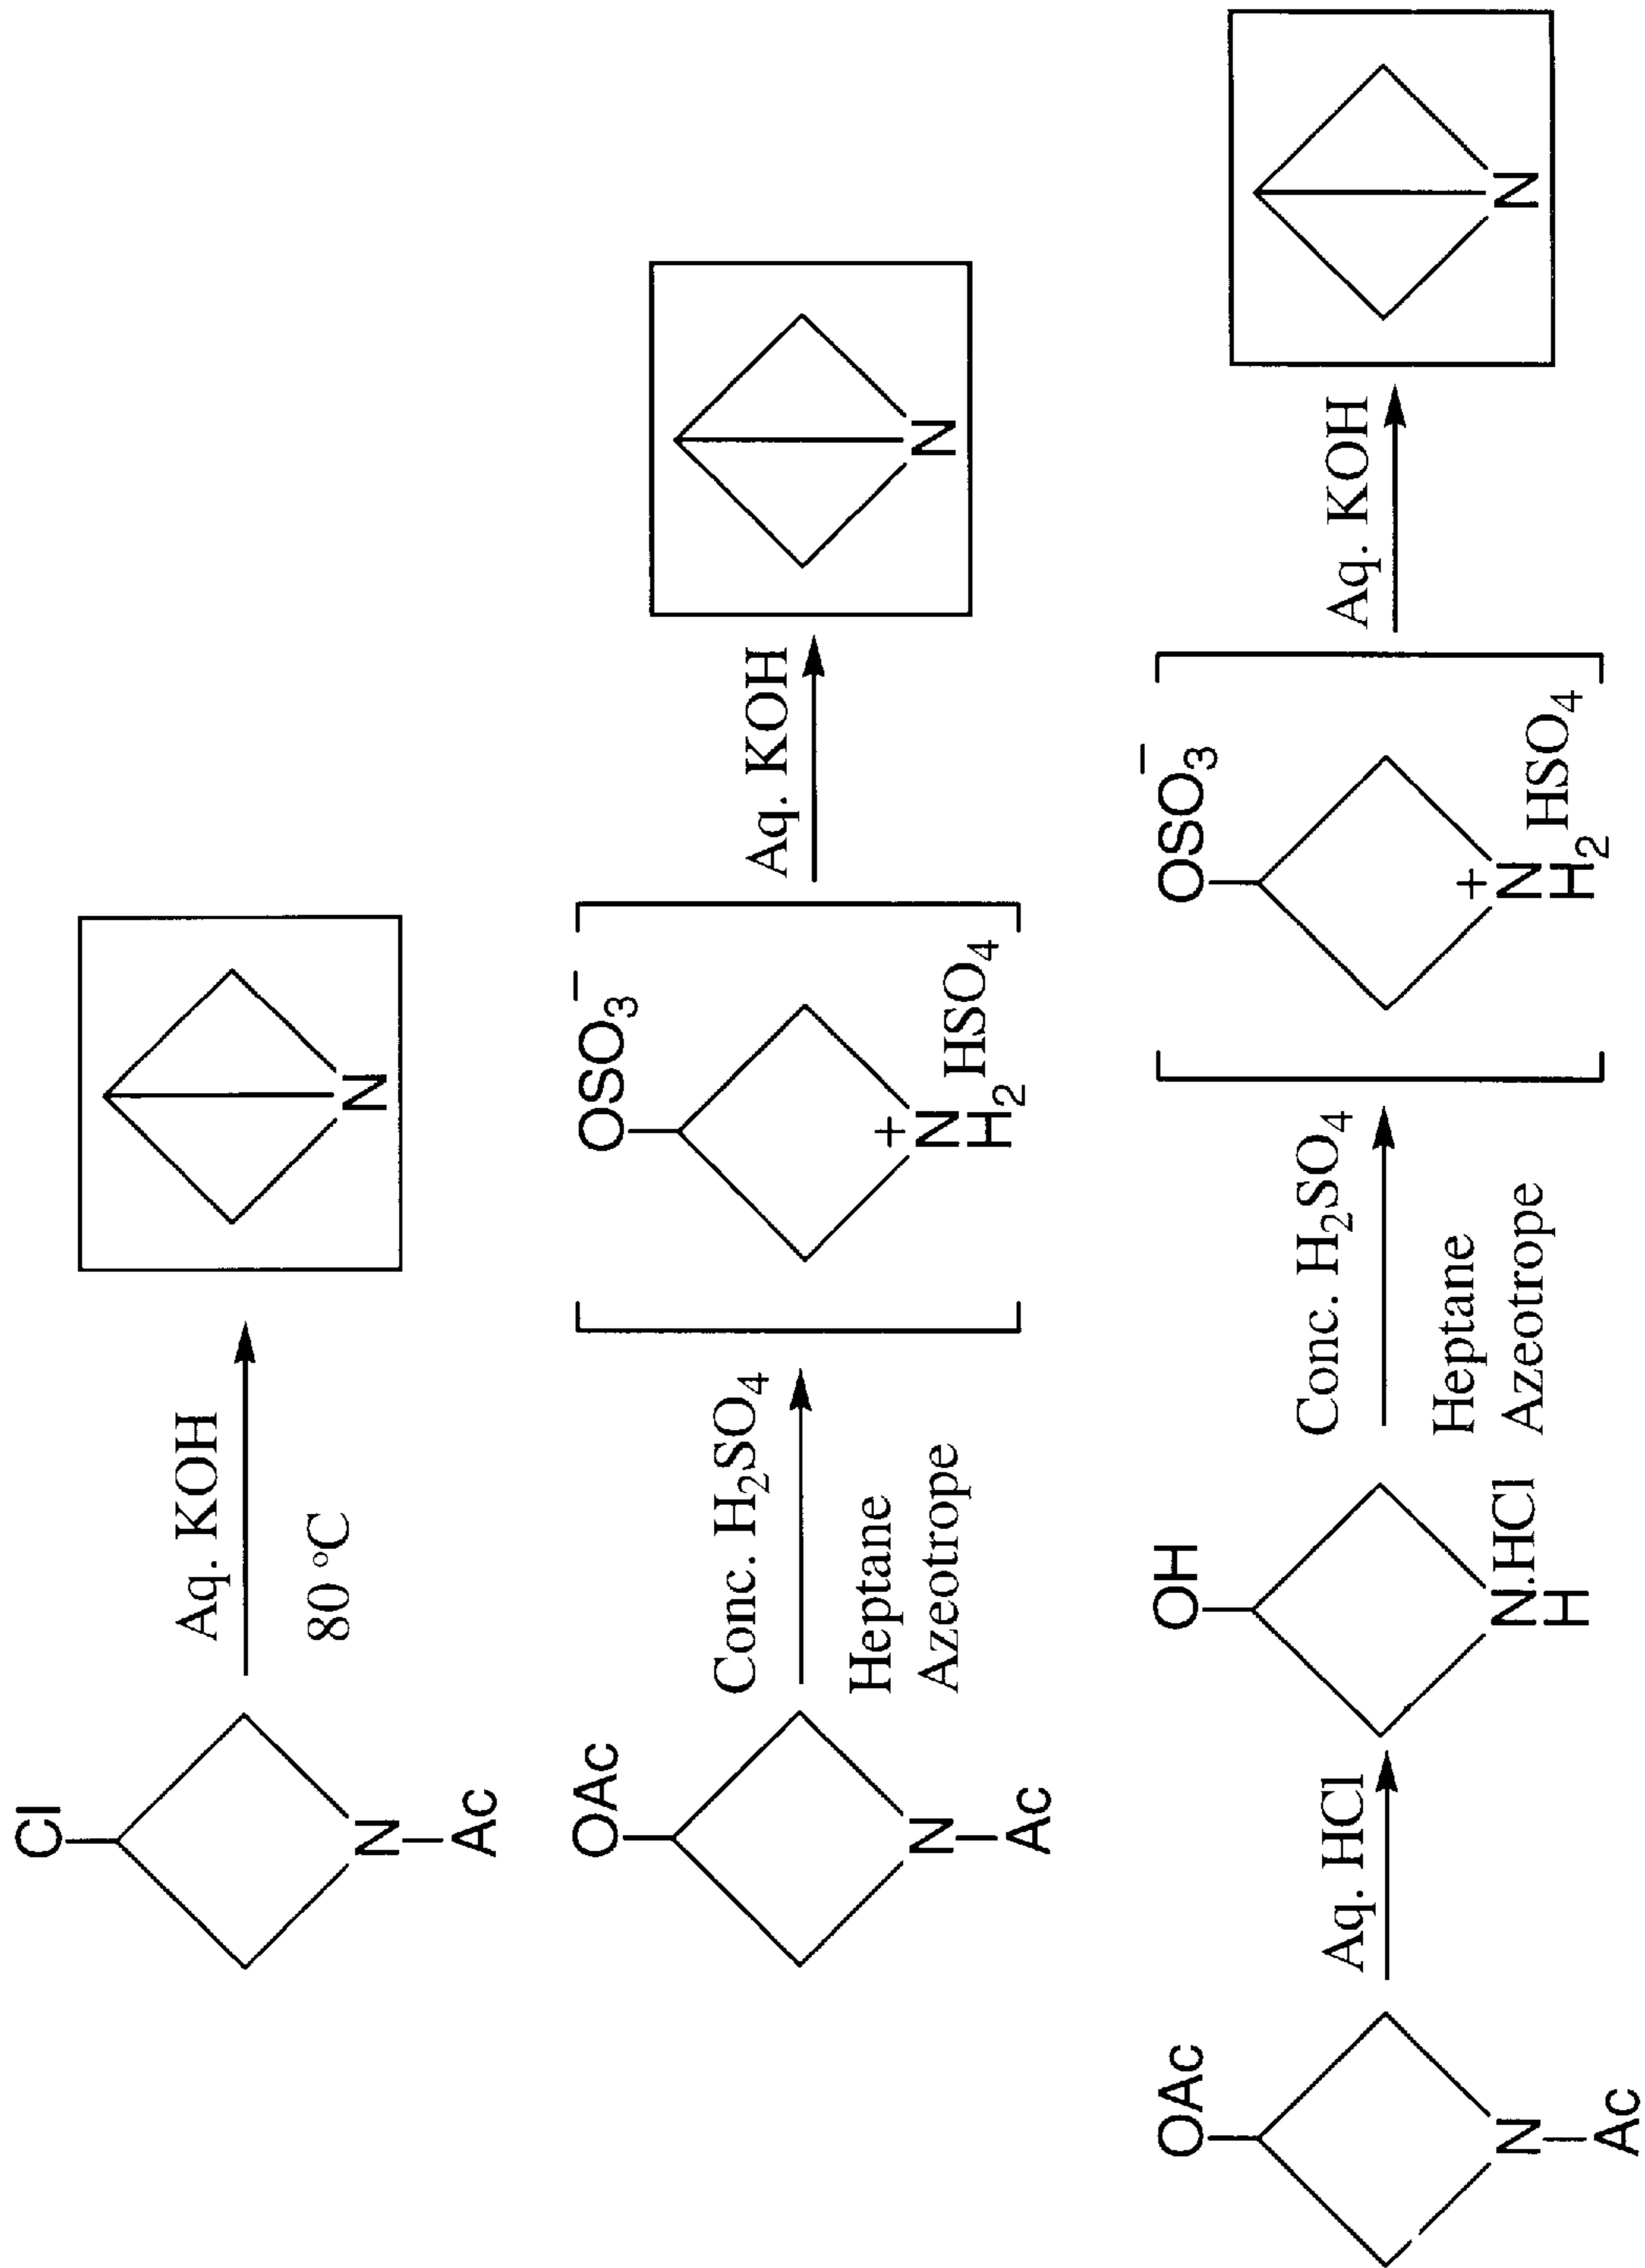 Cl
N
Ac
Aq. KOH
80 °C
N
OAc
N
Ac
Conc. H₂SO₄
Heptane
Azeotrope
OSO₃⁻
+
N
H₂
HSO₄
Aq. KOH
N
OAc
N
Ac
Aq. HCl
OH
N.HCl
H
Conc. H₂SO₄
Heptane
Azeotrope
OSO₃⁻
+
N
H₂
HSO₄
Aq. KOH
N